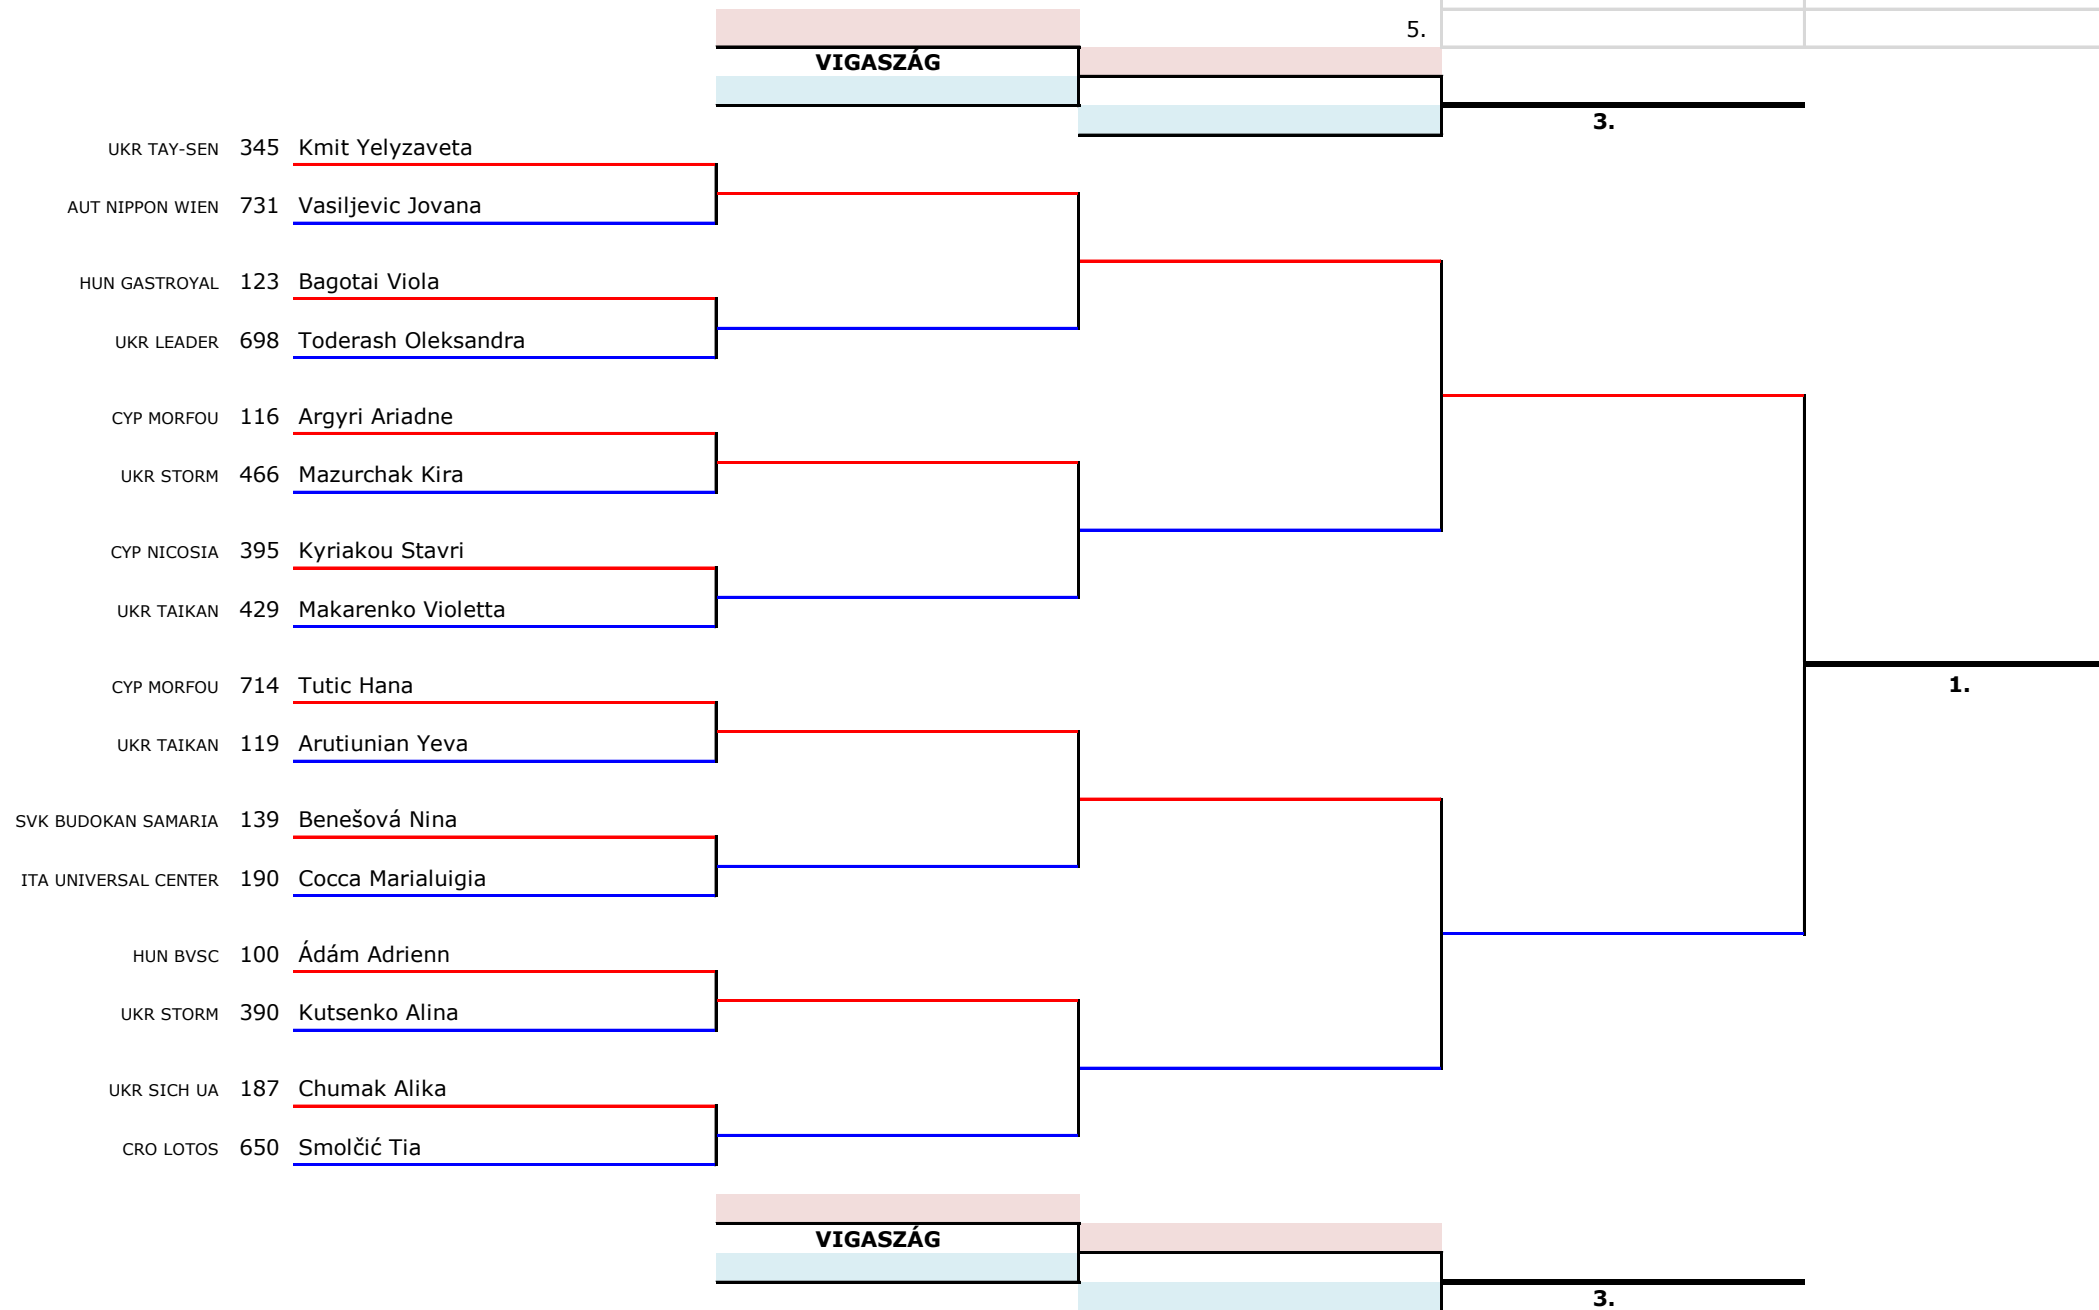 5.
VIGASZÁG
3.
UKR TAY-SEN 345 Kmit Yelyzaveta
AUT NIPPON WIEN 731 Vasiljevic Jovana
HUN GASTROYAL 123 Bagotai Viola
UKR LEADER 698 Toderash Oleksandra
CYP MORFOU 116 Argyri Ariadne
UKR STORM 466 Mazurchak Kira
CYP NICOSIA 395 Kyriakou Stavri
UKR TAIKAN 429 Makarenko Violetta
CYP MORFOU 714 Tutic Hana
1.
UKR TAIKAN 119 Arutiunian Yeva
SVK BUDOKAN SAMARIA 139 Benešová Nina
ITA UNIVERSAL CENTER 190 Cocca Marialuigia
HUN BVSC 100 Ádám Adrienn
UKR STORM 390 Kutsenko Alina
UKR SICH UA 187 Chumak Alika
CRO LOTOS 650 Smolčić Tia
VIGASZÁG
3.